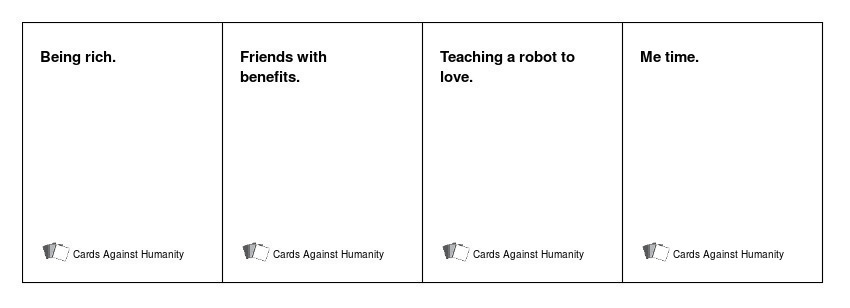 Being rich.
Cards Against Humanity
Friends with
benefits.
Cards Against Humanity
Teaching a robot to
love.
Cards Against Humanity
Me time.
Cards Against Humanity